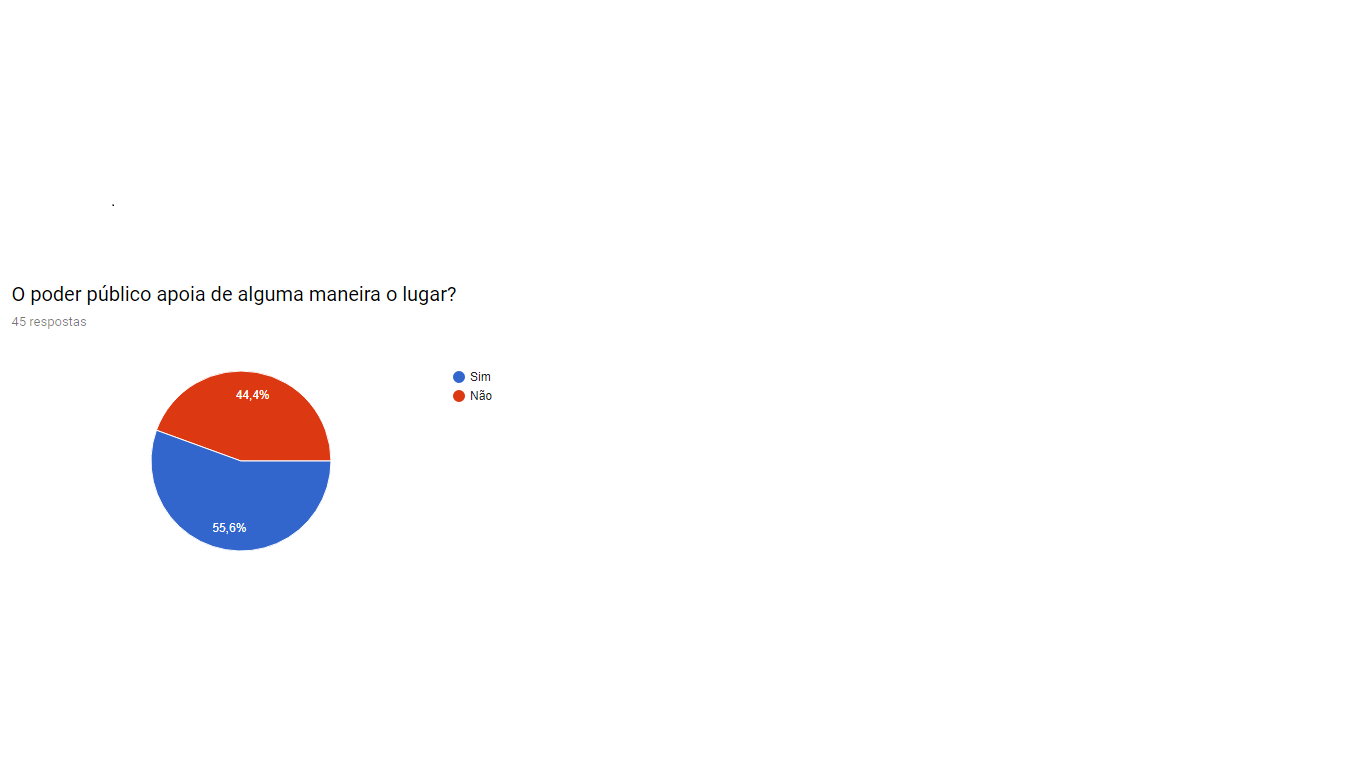 .
O poder público apoia de alguma maneira o lugar?
45 respostas
Sim
Não
44,4%
55,6%